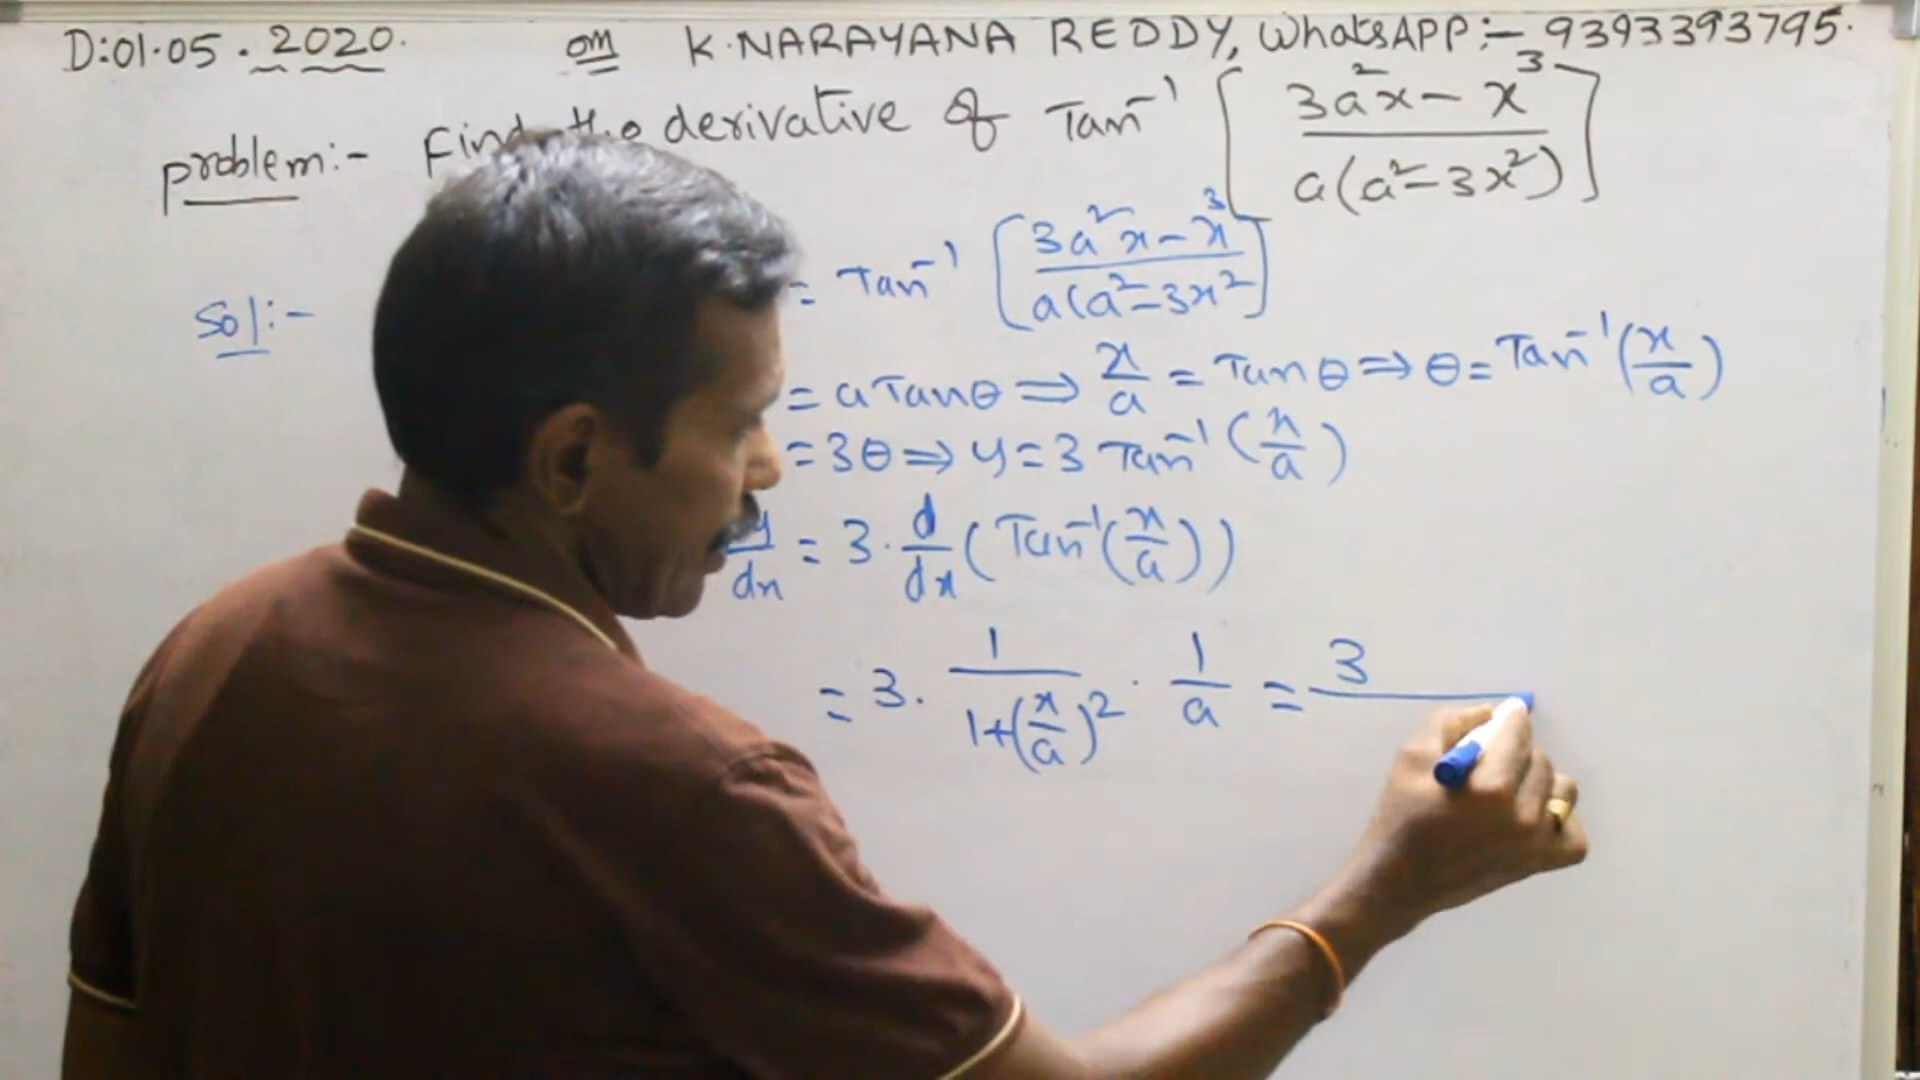 D:01.05.2020. om K.NARAYANA REDDY, WhatsAPP:- 9393393795.
problem:- Find the derivative of Tan⁻¹ [ (3a²x - x³) / (a(a²-3x²)) ]
Sol:- = Tan⁻¹ [ (3a²x - x³) / (a(a²-3x²)) ]
= a Tanθ ⇒ x/a = Tanθ ⇒ θ = Tan⁻¹(x/a)
= 3θ ⇒ y = 3 Tan⁻¹(x/a)
y/dx = 3 · d/dx (Tan⁻¹(x/a))
= 3 · 1/(1+(x/a)²) · 1/a = 3